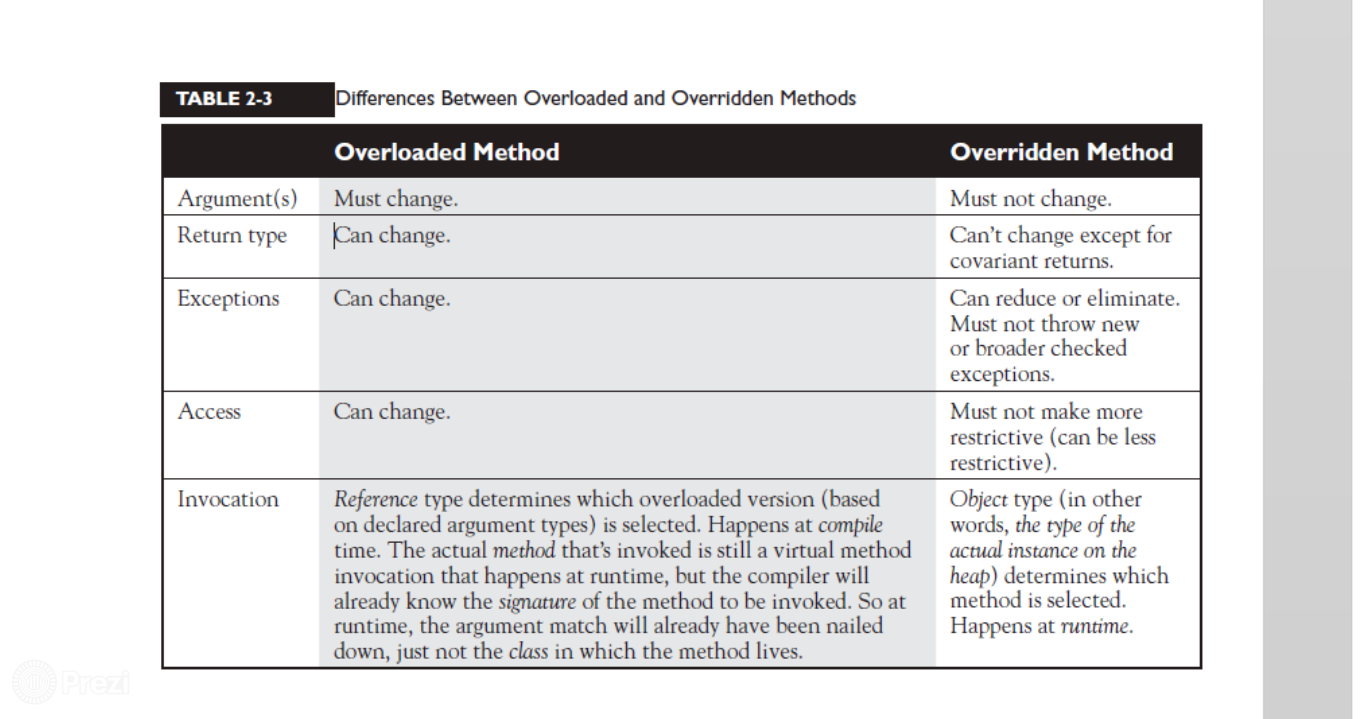 TABLE 2-3 Differences Between Overloaded and Overridden Methods
Overloaded Method Overridden Method
Argument(s) Must change. Must not change.
Return type Can change. Can't change except for
covariant returns.
Exceptions Can change. Can reduce or eliminate.
Must not throw new
or broader checked
exceptions.
Access Can change. Must not make more
restrictive (can be less
restrictive).
Invocation Reference type determines which overloaded version (based
on declared argument types) is selected. Happens at compile
time. The actual method that's invoked is still a virtual method
invocation that happens at runtime, but the compiler will
already know the signature of the method to be invoked. So at
runtime, the argument match will already have been nailed
down, just not the class in which the method lives.
Object type (in other
words, the type of the
actual instance on the
heap) determines which
method is selected.
Happens at runtime.
Prezi